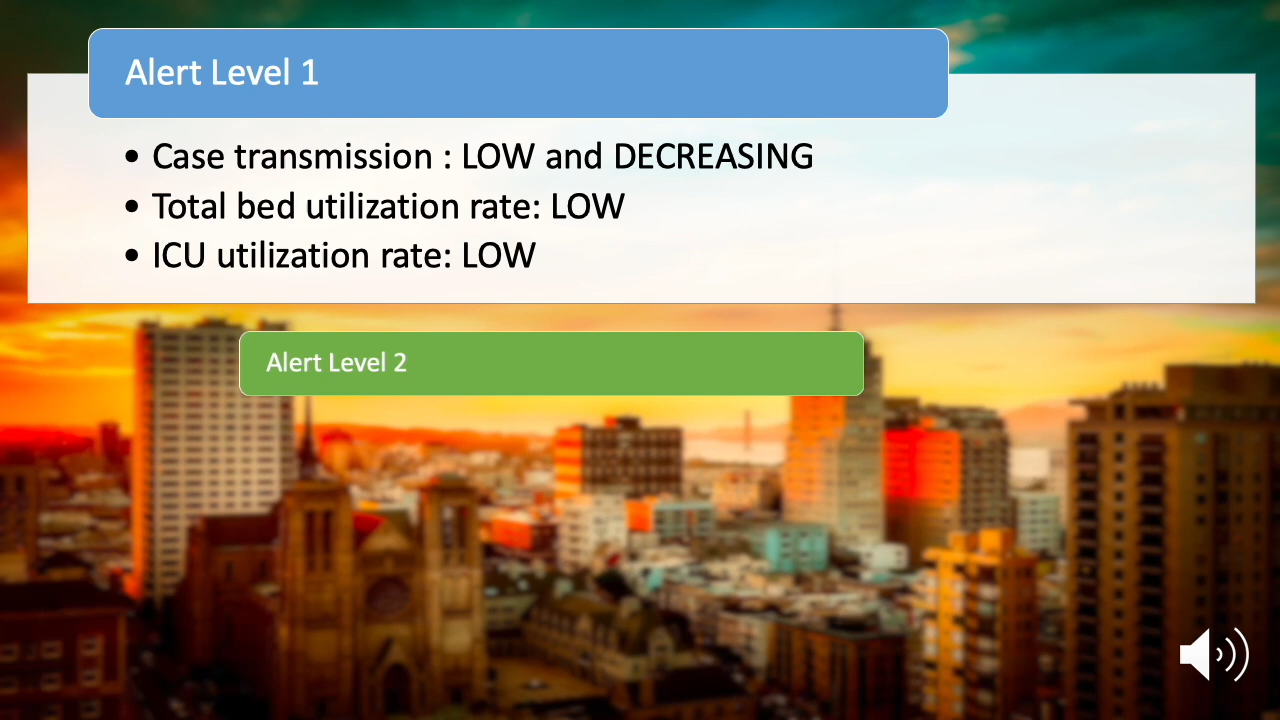 Alert Level 1
• Case transmission : LOW and DECREASING
• Total bed utilization rate: LOW
• ICU utilization rate: LOW
Alert Level 2